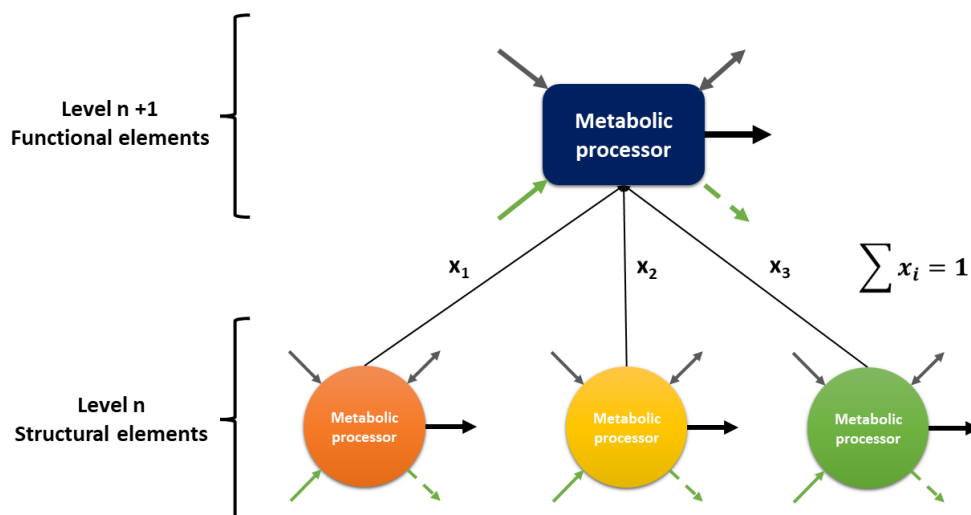 Level n +1
Functional elements
Metabolic
processor
x₁
x₂
x₃
∑ xᵢ = 1
Level n
Structural elements
Metabolic
processor
Metabolic
processor
Metabolic
processor